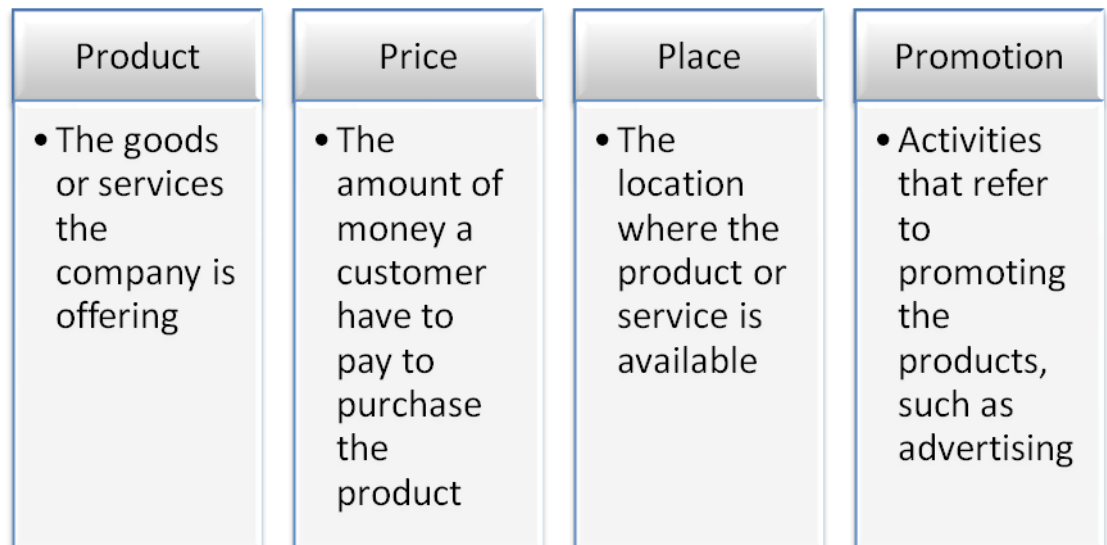 Product
• The goods
or services
the
company is
offering
Price
• The
amount of
money a
customer
have to
pay to
purchase
the
product
Place
• The
location
where the
product or
service is
available
Promotion
• Activities
that refer
to
promoting
the
products,
such as
advertising